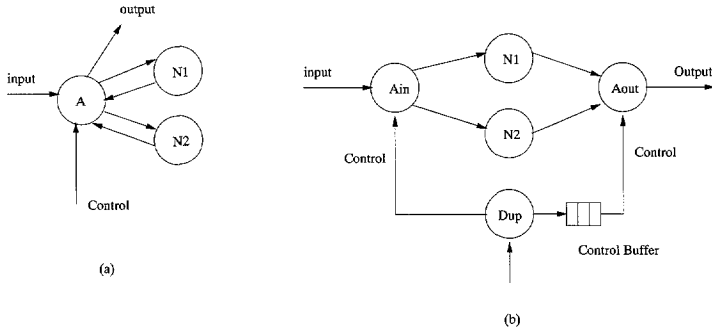 output
input
A
N1
N2
Control
(a)
input
Ain
N1
N2
Aout
Output
Control
Control
Dup
Control Buffer
(b)